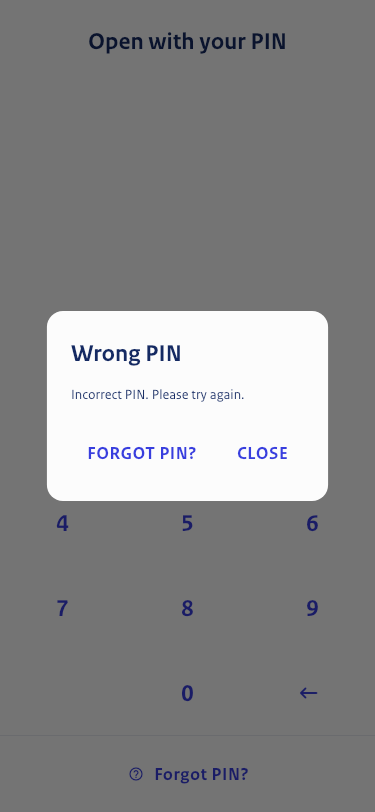 Open with your PIN
Wrong PIN
Incorrect PIN. Please try again.
FORGOT PIN? CLOSE
4 5 6
7 8 9
0 ←
Forgot PIN?